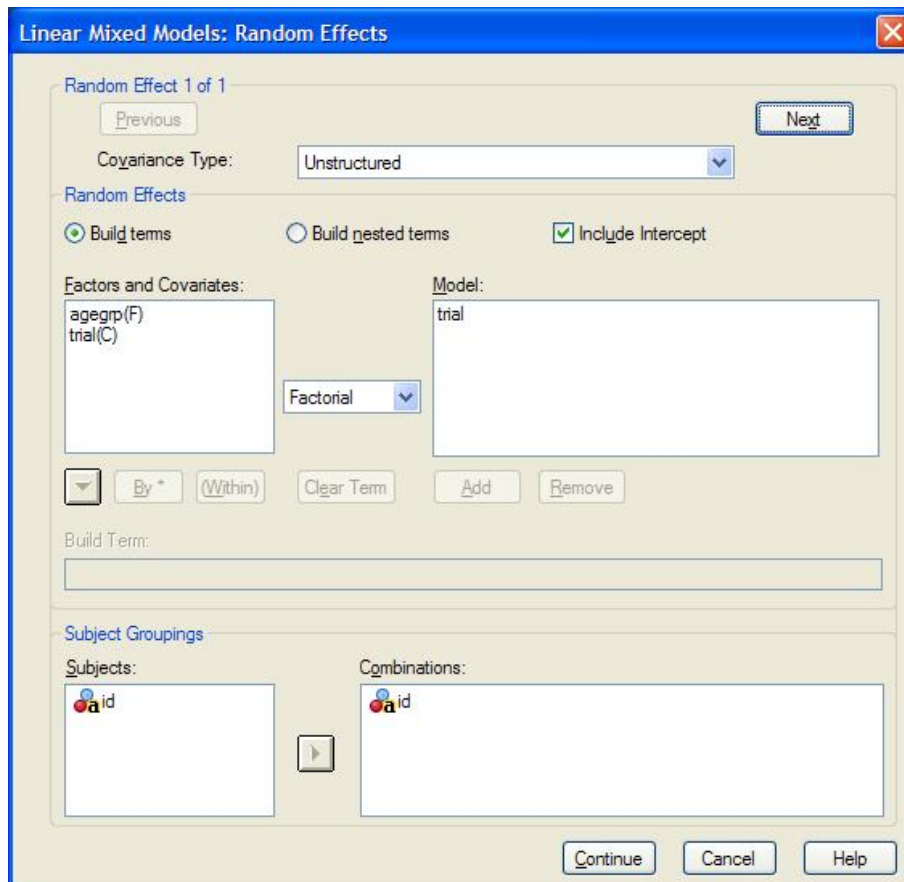 Linear Mixed Models: Random Effects
Random Effect 1 of 1
Previous
Next
Covariance Type:
Unstructured
Random Effects
Build terms
Build nested terms
Include Intercept
Factors and Covariates:
Model:
agegrp(F)
trial(C)
trial
Factorial
By *
(Within)
Clear Term
Add
Remove
Build Term:
Subject Groupings
Subjects:
Combinations:
a id
a id
Continue
Cancel
Help